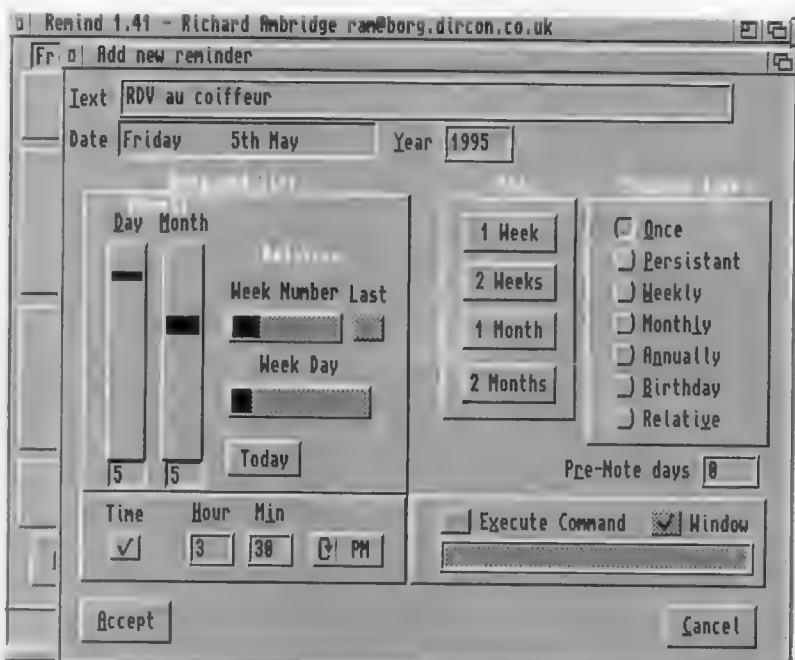 Remind 1.41 - Richard Ambridge ram@borg.dircon.co.uk
Fr
Add new reminder
Text RDV au coiffeur
Date Friday 5th May Year 1995
Day Month
Week Number Last
Week Day
Today
5 5
1 Week
2 Weeks
1 Month
2 Months
Once
Persistant
Weekly
Monthly
Annually
Birthday
Relative
Pre-Note days 0
Time Hour Min
3 30 PM
Execute Command Window
Accept
Cancel